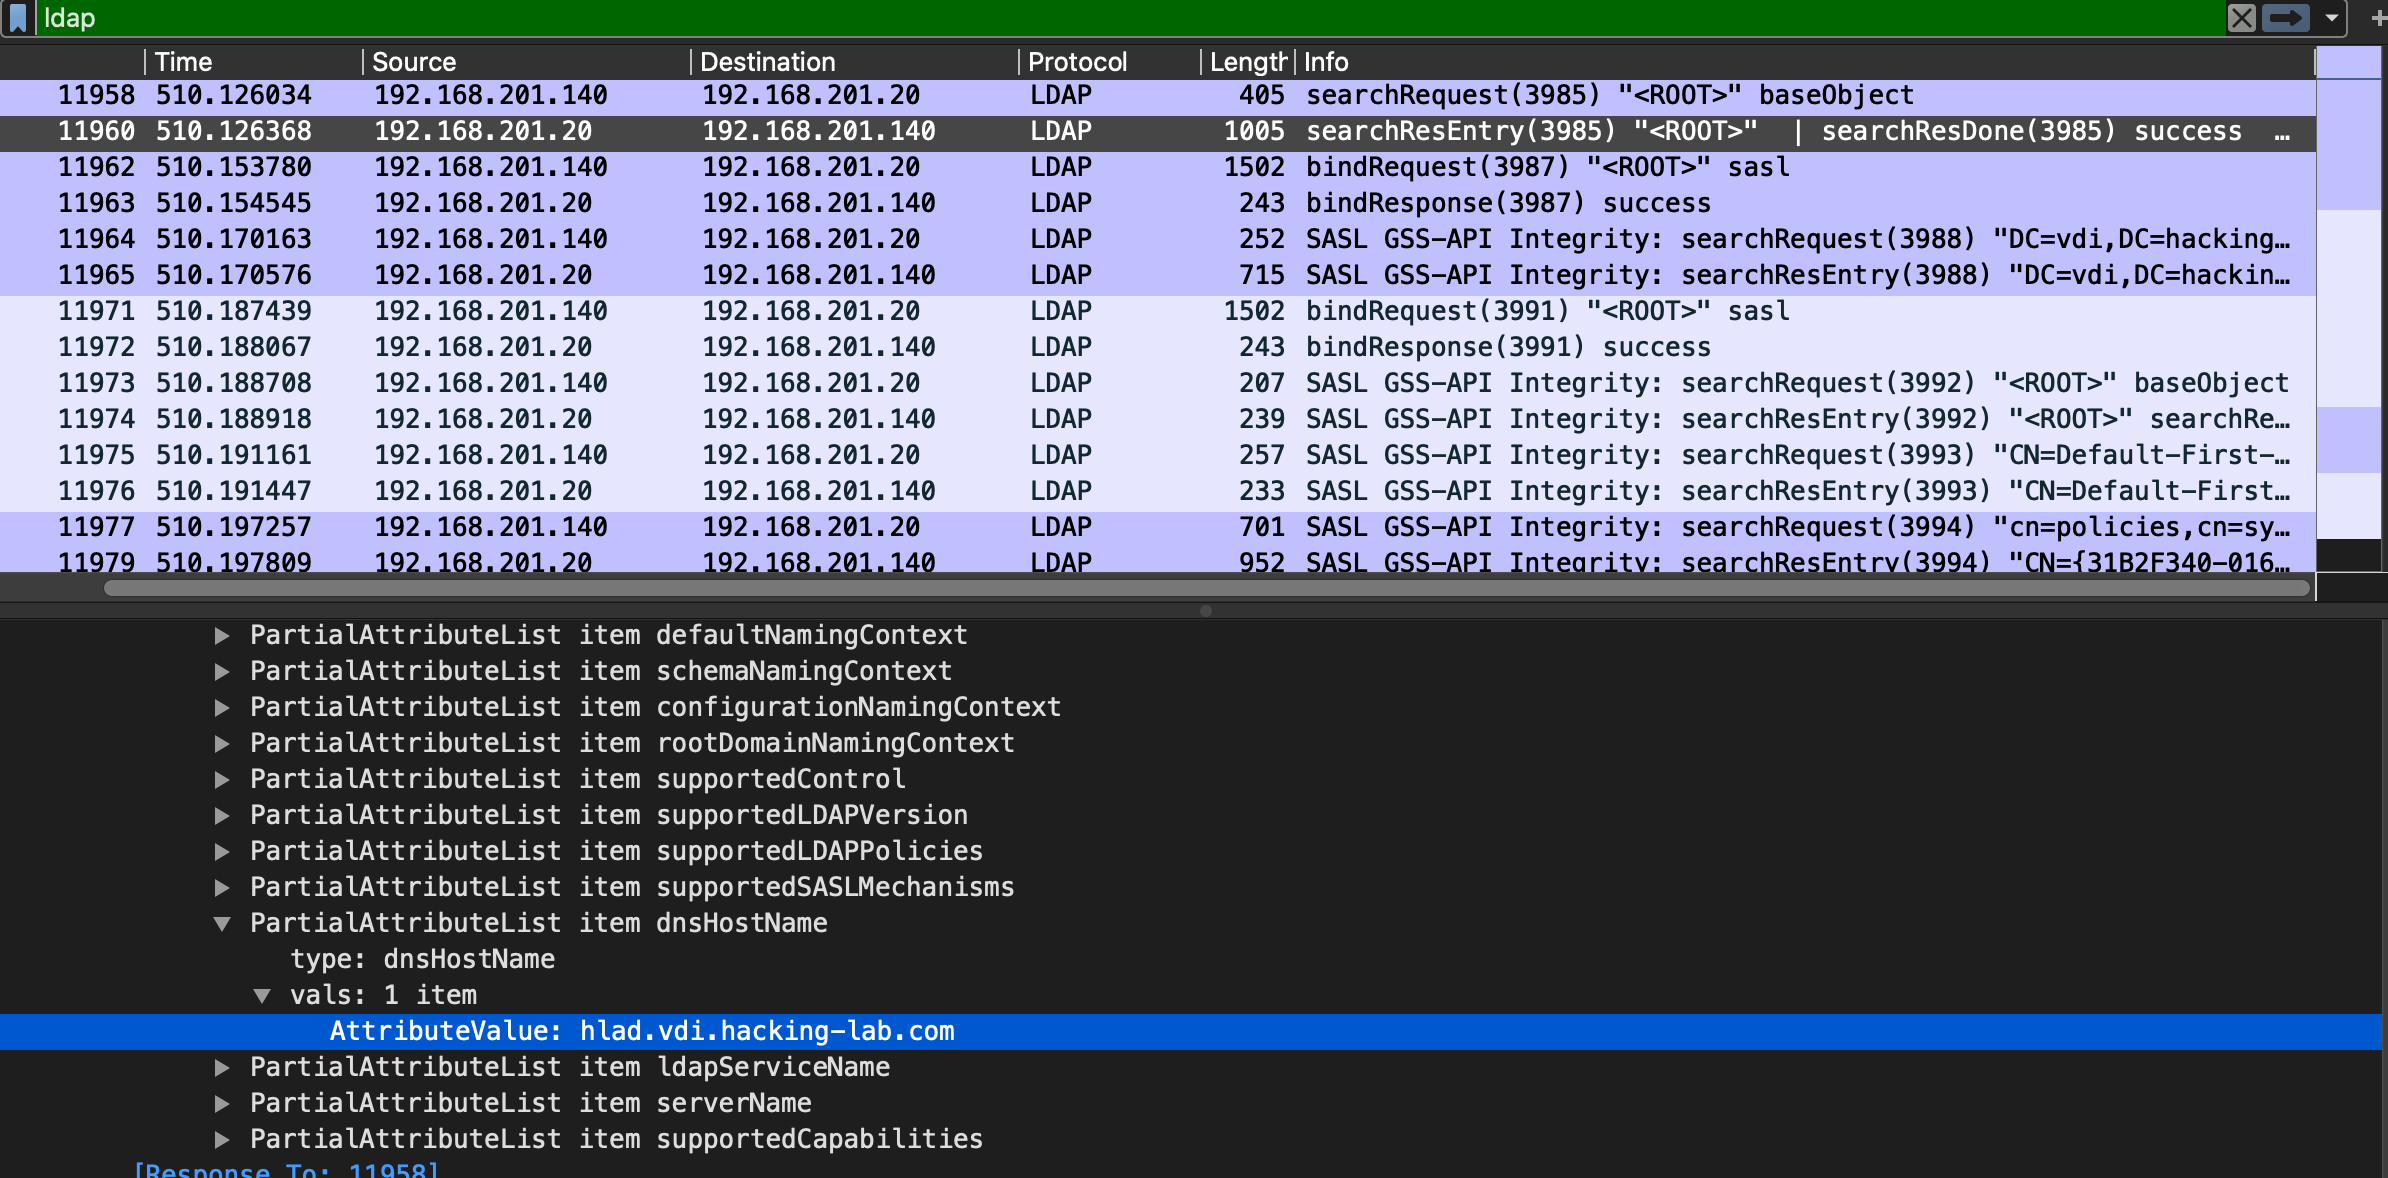 ldap
Time Source Destination Protocol Length Info
11958 510.126034 192.168.201.140 192.168.201.20 LDAP 405 searchRequest(3985) "<ROOT>" baseObject
11960 510.126368 192.168.201.20 192.168.201.140 LDAP 1005 searchResEntry(3985) "<ROOT>" | searchResDone(3985) success …
11962 510.153780 192.168.201.140 192.168.201.20 LDAP 1502 bindRequest(3987) "<ROOT>" sasl
11963 510.154545 192.168.201.20 192.168.201.140 LDAP 243 bindResponse(3987) success
11964 510.170163 192.168.201.140 192.168.201.20 LDAP 252 SASL GSS-API Integrity: searchRequest(3988) "DC=vdi,DC=hacking…
11965 510.170576 192.168.201.20 192.168.201.140 LDAP 715 SASL GSS-API Integrity: searchResEntry(3988) "DC=vdi,DC=hackin…
11971 510.187439 192.168.201.140 192.168.201.20 LDAP 1502 bindRequest(3991) "<ROOT>" sasl
11972 510.188067 192.168.201.20 192.168.201.140 LDAP 243 bindResponse(3991) success
11973 510.188708 192.168.201.140 192.168.201.20 LDAP 207 SASL GSS-API Integrity: searchRequest(3992) "<ROOT>" baseObject
11974 510.188918 192.168.201.20 192.168.201.140 LDAP 239 SASL GSS-API Integrity: searchResEntry(3992) "<ROOT>" searchRe…
11975 510.191161 192.168.201.140 192.168.201.20 LDAP 257 SASL GSS-API Integrity: searchRequest(3993) "CN=Default-First-…
11976 510.191447 192.168.201.20 192.168.201.140 LDAP 233 SASL GSS-API Integrity: searchResEntry(3993) "CN=Default-First…
11977 510.197257 192.168.201.140 192.168.201.20 LDAP 701 SASL GSS-API Integrity: searchRequest(3994) "cn=policies,cn=sy…
11979 510.197809 192.168.201.20 192.168.201.140 LDAP 952 SASL GSS-API Integrity: searchResEntry(3994) "CN={31B2F340-016…
PartialAttributeList item defaultNamingContext
PartialAttributeList item schemaNamingContext
PartialAttributeList item configurationNamingContext
PartialAttributeList item rootDomainNamingContext
PartialAttributeList item supportedControl
PartialAttributeList item supportedLDAPVersion
PartialAttributeList item supportedLDAPPolicies
PartialAttributeList item supportedSASLMechanisms
PartialAttributeList item dnsHostName
type: dnsHostName
vals: 1 item
AttributeValue: hlad.vdi.hacking-lab.com
PartialAttributeList item ldapServiceName
PartialAttributeList item serverName
PartialAttributeList item supportedCapabilities
[Response To: 11958]